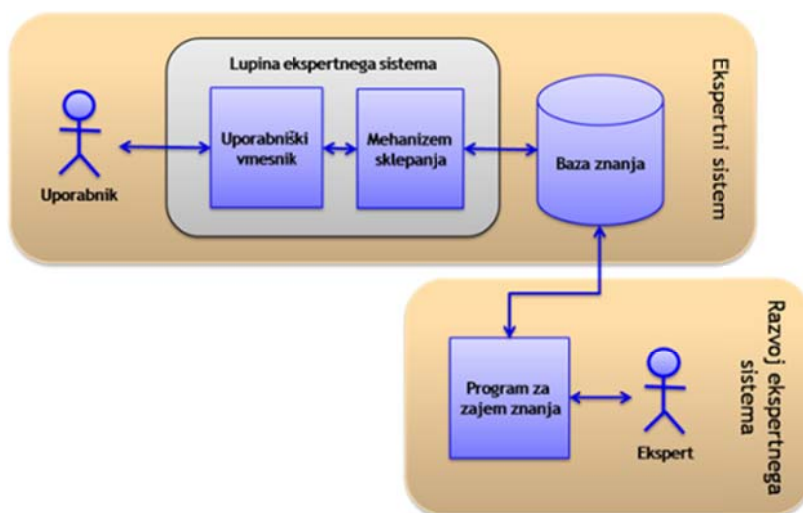 Lupina ekspertnega sistema
Uporabnik
Uporabniški
vmesnik
Mehanizem
sklepanja
Baza znanja
Ekspertni sistem
Program za
zajem znanja
Ekspert
Razvoj ekspertnega
sistema